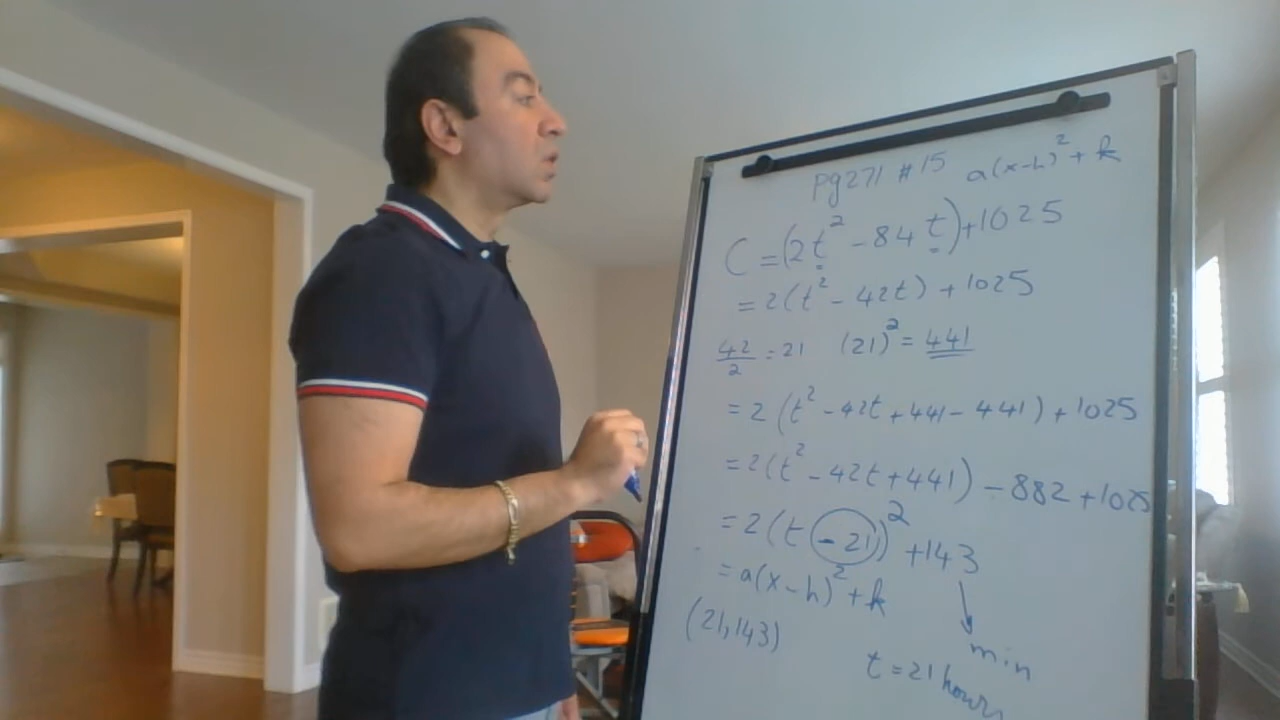 pg271 #15 a(x-h)² + k
C = (2t² - 84t) + 1025
= 2(t² - 42t) + 1025
42/2 = 21 (21)² = 441
= 2(t² - 42t + 441 - 441) + 1025
= 2(t² - 42t + 441) - 882 + 1025
= 2(t - 21)² + 143
= a(x-h)² + k
(21,143)
min
t = 21 hours